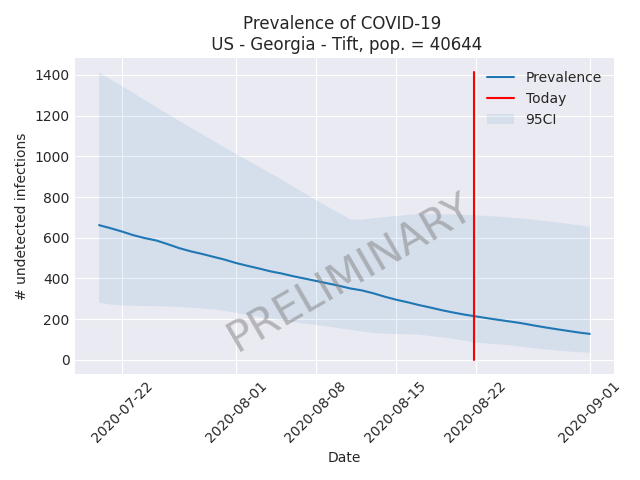 Prevalence of COVID-19
US - Georgia - Tift, pop. = 40644
1400
1200
1000
800
600
400
200
0
# undetected infections
Prevalence
Today
95CI
PRELIMINARY
2020-07-22
2020-08-01
2020-08-08
2020-08-15
2020-08-22
2020-09-01
Date